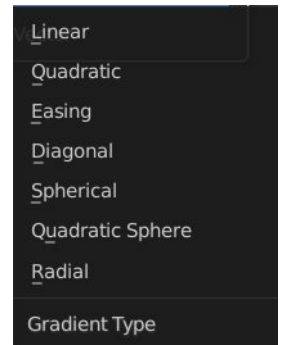 Linear
Quadratic
Easing
Diagonal
Spherical
Quadratic Sphere
Radial
Gradient Type